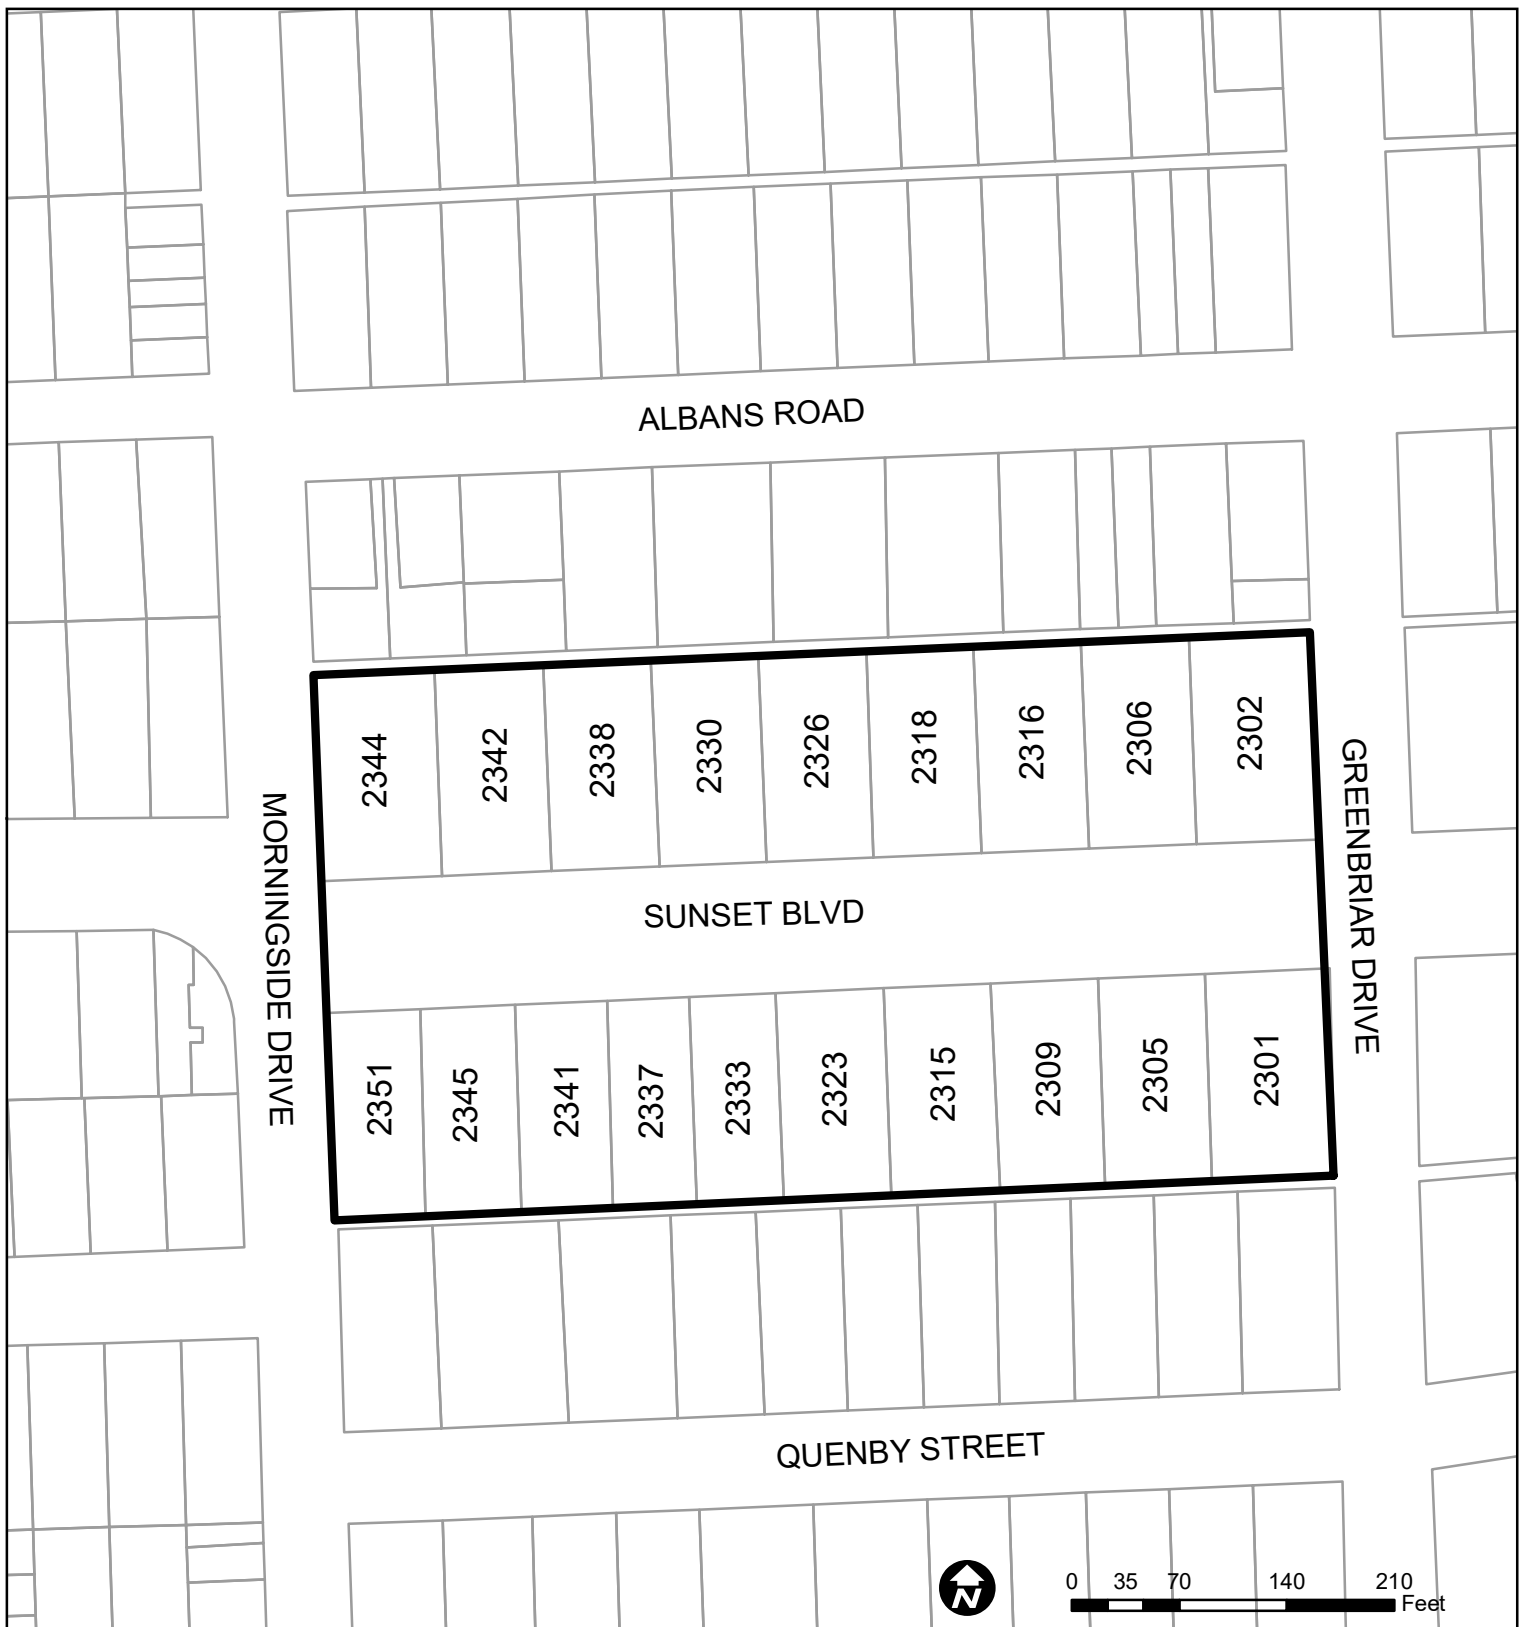 ALBANS ROAD
2344
2342
2338
2330
2326
2318
2316
2306
2302
MORNINGSIDE DRIVE
GREENBRIAR DRIVE
SUNSET BLVD
2351
2345
2341
2337
2333
2323
2315
2309
2305
2301
QUENBY STREET
N
0 35 70 140 210
Feet